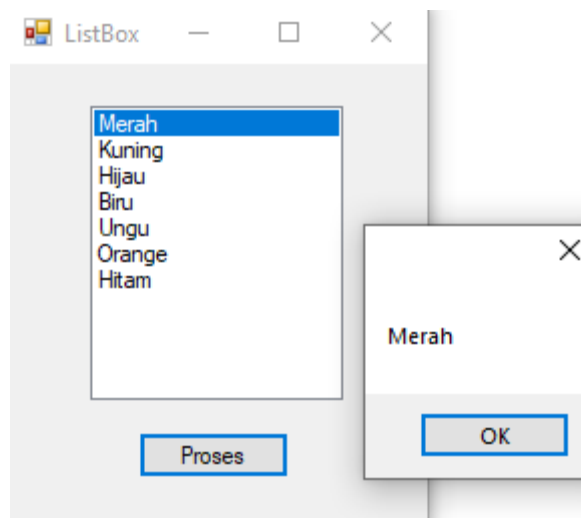 ListBox
Merah
Kuning
Hijau
Biru
Ungu
Orange
Hitam
Proses
Merah
OK